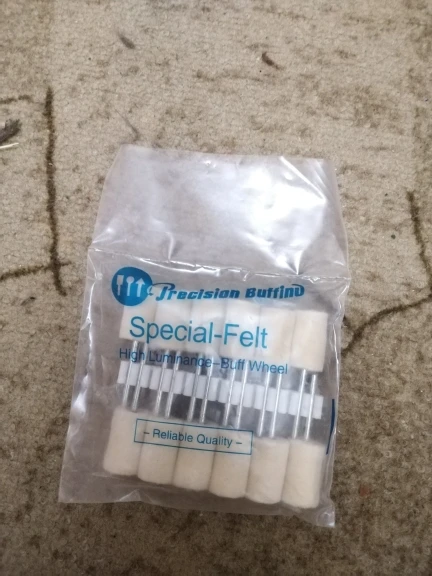 Precision Buffing
Special-Felt
High Luminance-Buff Wheel
– Reliable Quality –